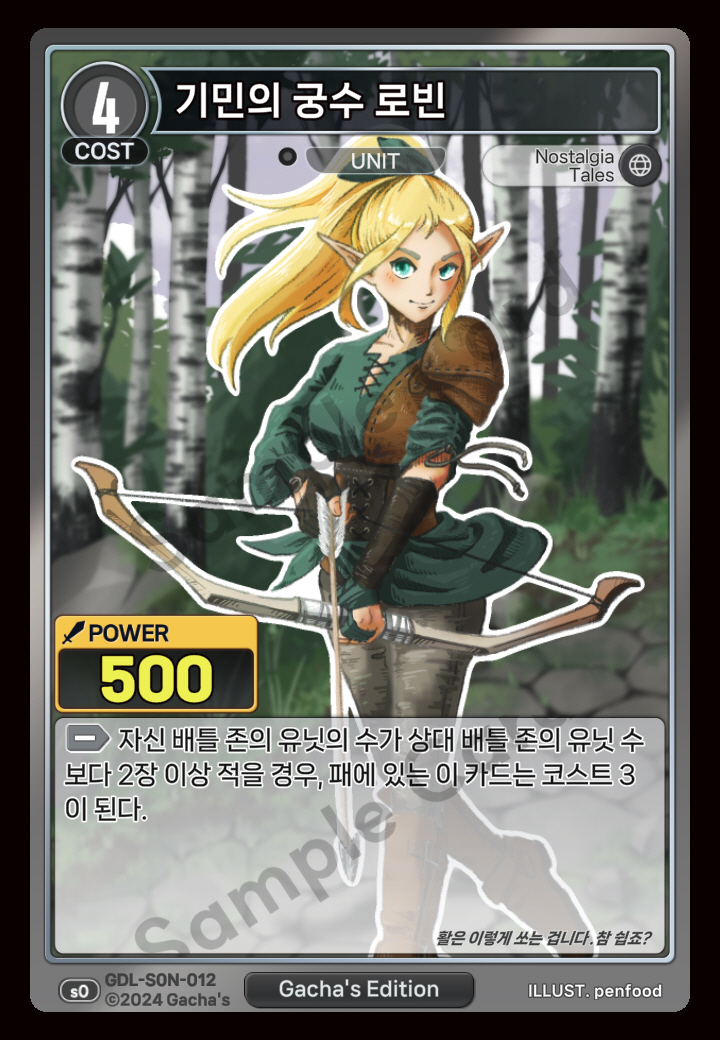 4
COST
기민의 궁수 로빈
UNIT
Nostalgia
Tales
POWER
500
자신 배틀 존의 유닛의 수가 상대 배틀 존의 유닛 수
보다 2장 이상 적을 경우, 패에 있는 이 카드는 코스트 3
이 된다.
활은 이렇게 쏘는 겁니다. 참 쉽죠?
Sample Card
s0
GDL-S0N-012
©2024 Gacha's
Gacha's Edition
ILLUST. penfood